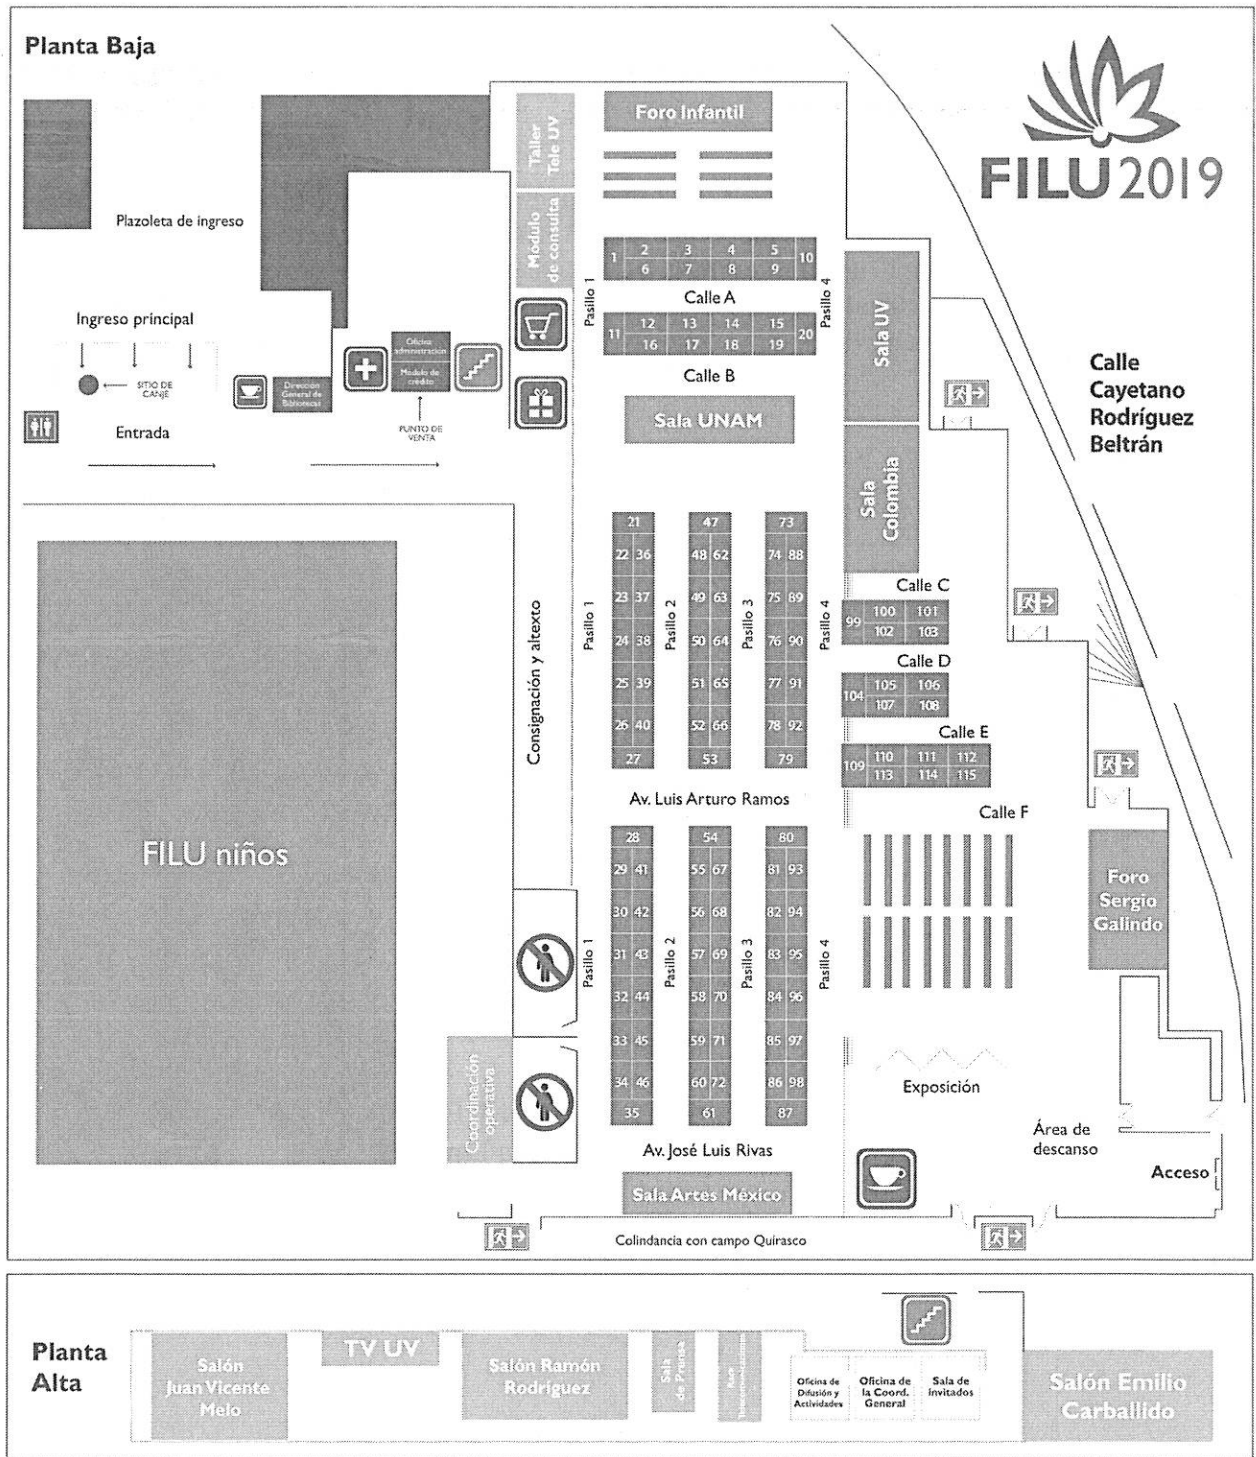 Planta Baja
FILU2019
Foro Infantil
Taller
Tele UV
Módulo
de consulta
Plazoleta de ingreso
Pasillo 1
1 2 3 4 5 10
6 7 8 9
Calle A
Pasillo 4
11 12 13 14 15 20
16 17 18 19
Calle B
Sala UV
Ingreso principal
SITIO DE
CANJE
Dirección
General de
Bibliotecas
Oficina
administración
Módulo de
crédito
PUNTO DE
VENTA
Entrada
Sala UNAM
Calle
Cayetano
Rodríguez
Beltrán
Sala
Colombia
Consignación y altexto
Pasillo 1
Pasillo 2
Pasillo 3
Pasillo 4
21 47 73
22 36 48 62 74 88
23 37 49 63 75 89
24 38 50 64 76 90
25 39 51 65 77 91
26 40 52 66 78 92
27 53 79
Calle C
99 100 101
102 103
Calle D
104 105 106
107 108
Calle E
109 110 111 112
113 114 115
Calle F
Av. Luis Arturo Ramos
FILU niños
28 54 80
29 41 55 67 81 93
30 42 56 68 82 94
31 43 57 69 83 95
32 44 58 70 84 96
33 45 59 71 85 97
34 46 60 72 86 98
35 61 87
Pasillo 1
Pasillo 2
Pasillo 3
Pasillo 4
Foro
Sergio
Galindo
Coordinación
operativa
Exposición
Área de
descanso
Acceso
Av. José Luis Rivas
Sala Artes México
Colindancia con campo Quirasco
Planta
Alta
Salón
Juan Vicente
Melo
TV UV
Salón Ramón
Rodríguez
Sala
de Prensa
Oficina de
Difusión y
Actividades
Oficina de
la Coord.
General
Sala de
invitados
Salón Emilio
Carballido